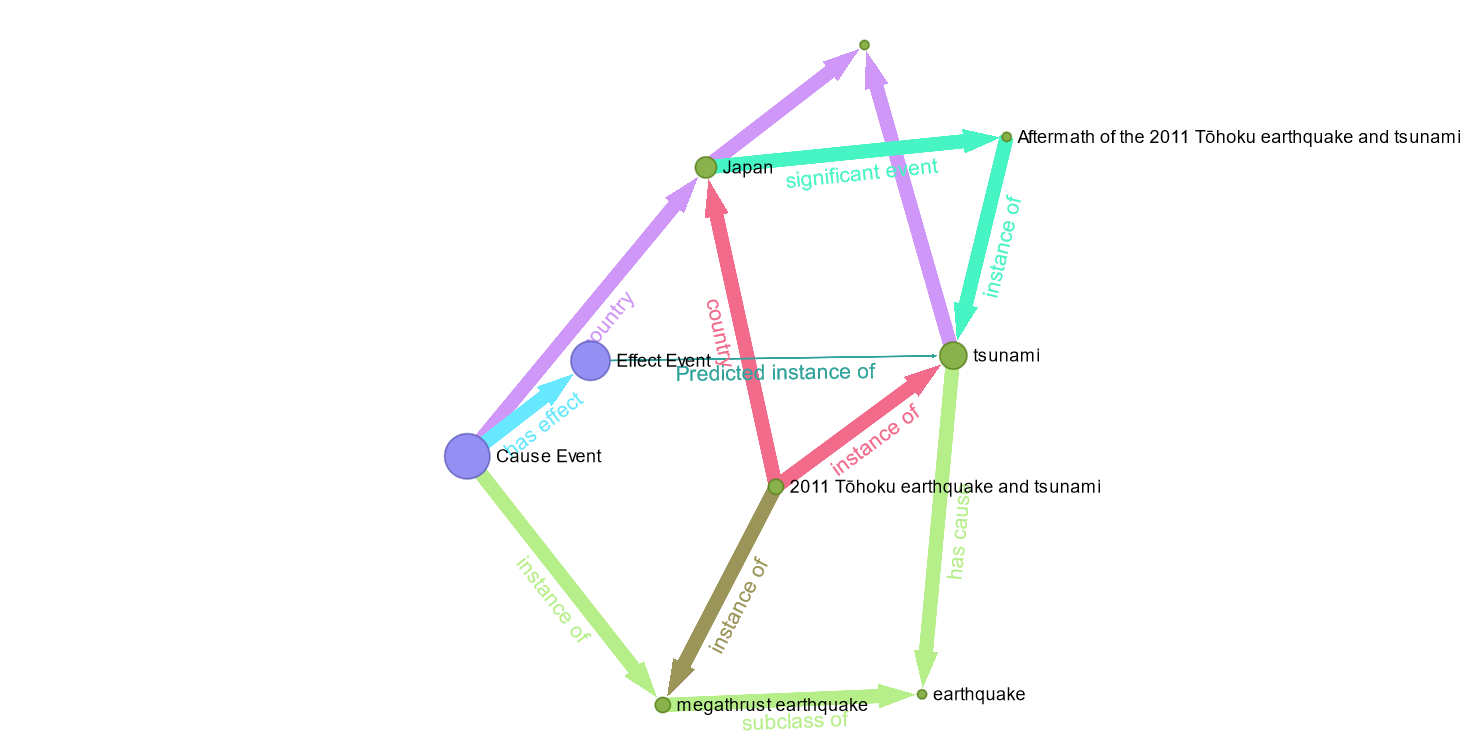 Aftermath of the 2011 Tōhoku earthquake and tsunami
Japan
significant event
instance of
country
country
Effect Event
tsunami
Predicted instance of
has effect
instance of
Cause Event
2011 Tōhoku earthquake and tsunami
has cause
instance of
instance of
earthquake
megathrust earthquake
subclass of